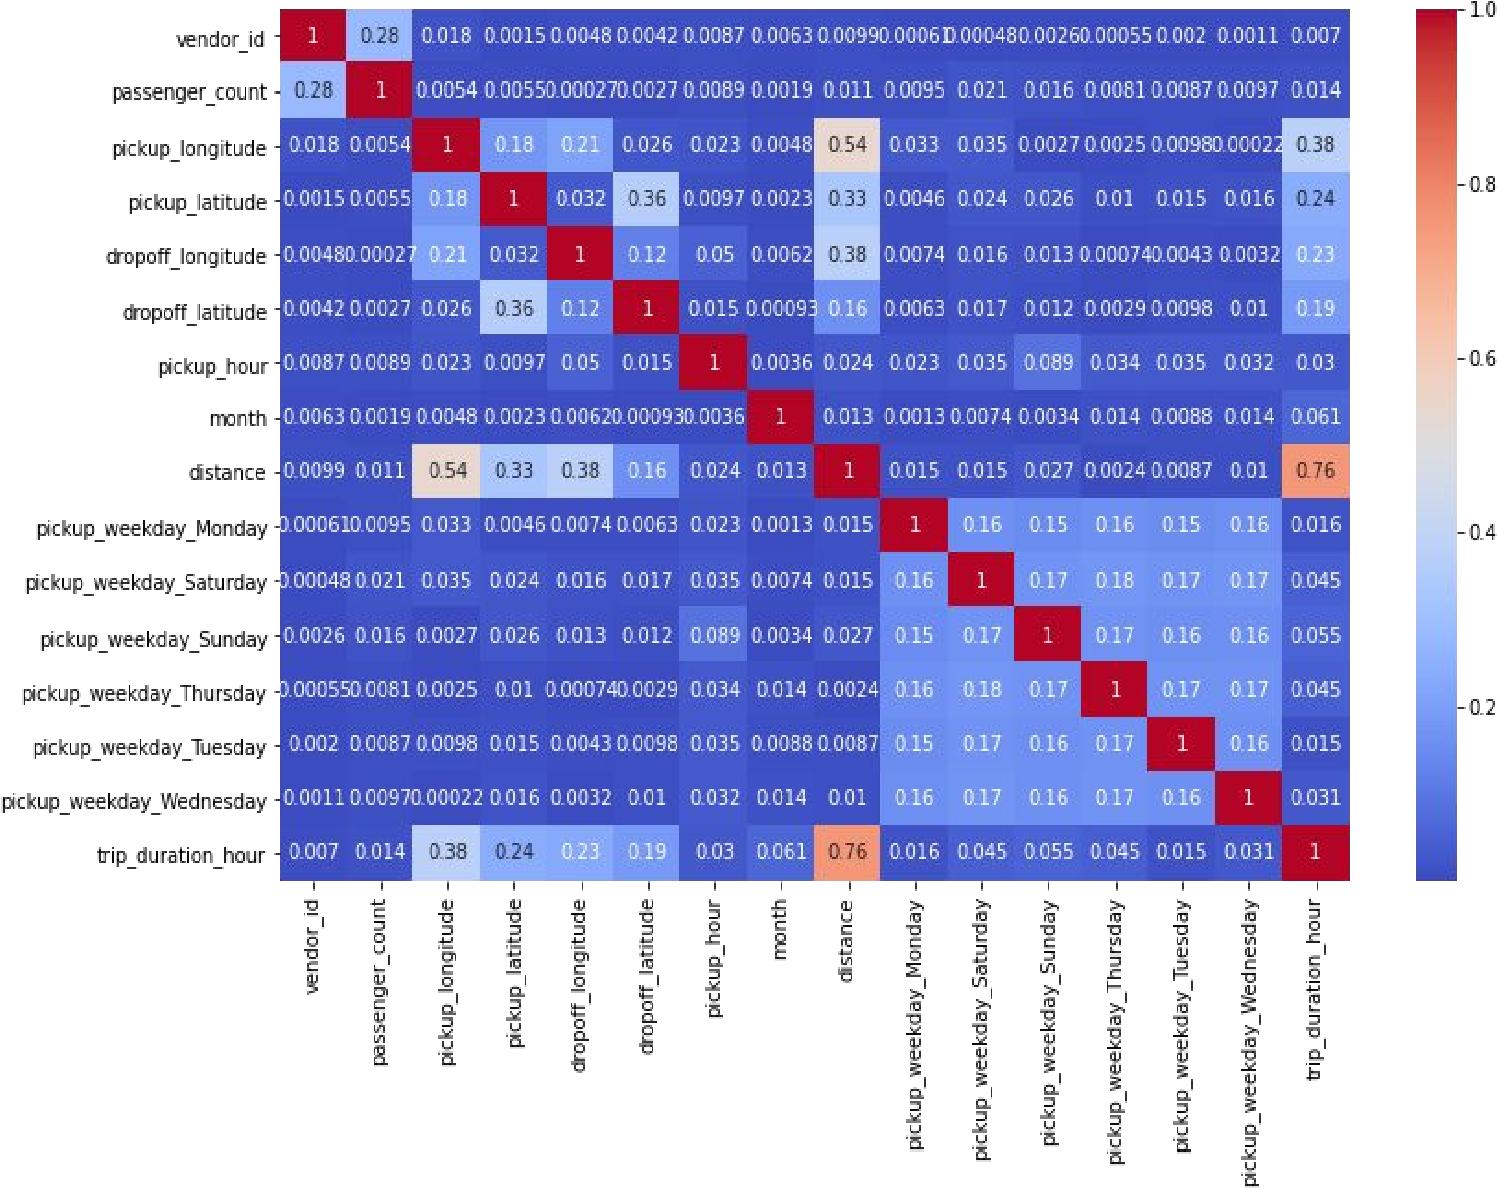 vendor_id 1 0.28 0.018 0.0015 0.0048 0.0042 0.0087 0.0063 0.0099 0.00061 0.00048 0.0026 0.00055 0.002 0.0011 0.007
passenger_count 0.28 1 0.0054 0.0055 0.00027 0.0027 0.0089 0.0019 0.011 0.0095 0.021 0.016 0.0081 0.0087 0.0097 0.014
pickup_longitude 0.018 0.0054 1 0.18 0.21 0.026 0.023 0.0048 0.54 0.033 0.035 0.0027 0.0025 0.0098 0.00022 0.38
pickup_latitude 0.0015 0.0055 0.18 1 0.032 0.36 0.0097 0.0023 0.33 0.0046 0.024 0.026 0.01 0.015 0.016 0.24
dropoff_longitude 0.0048 0.00027 0.21 0.032 1 0.12 0.05 0.0062 0.38 0.0074 0.016 0.013 0.00074 0.0043 0.0032 0.23
dropoff_latitude 0.0042 0.0027 0.026 0.36 0.12 1 0.015 0.00093 0.16 0.0063 0.017 0.012 0.0029 0.0098 0.01 0.19
pickup_hour 0.0087 0.0089 0.023 0.0097 0.05 0.015 1 0.0036 0.024 0.023 0.035 0.089 0.034 0.035 0.032 0.03
month 0.0063 0.0019 0.0048 0.0023 0.0062 0.00093 0.0036 1 0.013 0.0013 0.0074 0.0034 0.014 0.0088 0.014 0.061
distance 0.0099 0.011 0.54 0.33 0.38 0.16 0.024 0.013 1 0.015 0.015 0.027 0.0024 0.0087 0.01 0.76
pickup_weekday_Monday 0.00061 0.0095 0.033 0.0046 0.0074 0.0063 0.023 0.0013 0.015 1 0.16 0.15 0.16 0.15 0.16 0.016
pickup_weekday_Saturday 0.00048 0.021 0.035 0.024 0.016 0.017 0.035 0.0074 0.015 0.16 1 0.17 0.18 0.17 0.17 0.045
pickup_weekday_Sunday 0.0026 0.016 0.0027 0.026 0.013 0.012 0.089 0.0034 0.027 0.15 0.17 1 0.17 0.16 0.16 0.055
pickup_weekday_Thursday 0.00055 0.0081 0.0025 0.01 0.00074 0.0029 0.034 0.014 0.0024 0.16 0.18 0.17 1 0.17 0.17 0.045
pickup_weekday_Tuesday 0.002 0.0087 0.0098 0.015 0.0043 0.0098 0.035 0.0088 0.0087 0.15 0.17 0.16 0.17 1 0.16 0.015
pickup_weekday_Wednesday 0.0011 0.0097 0.00022 0.016 0.0032 0.01 0.032 0.014 0.01 0.16 0.17 0.16 0.17 0.16 1 0.031
trip_duration_hour 0.007 0.014 0.38 0.24 0.23 0.19 0.03 0.061 0.76 0.016 0.045 0.055 0.045 0.015 0.031 1
vendor_id
passenger_count
pickup_longitude
pickup_latitude
dropoff_longitude
dropoff_latitude
pickup_hour
month
distance
pickup_weekday_Monday
pickup_weekday_Saturday
pickup_weekday_Sunday
pickup_weekday_Thursday
pickup_weekday_Tuesday
pickup_weekday_Wednesday
trip_duration_hour
1.0
0.8
0.6
0.4
0.2